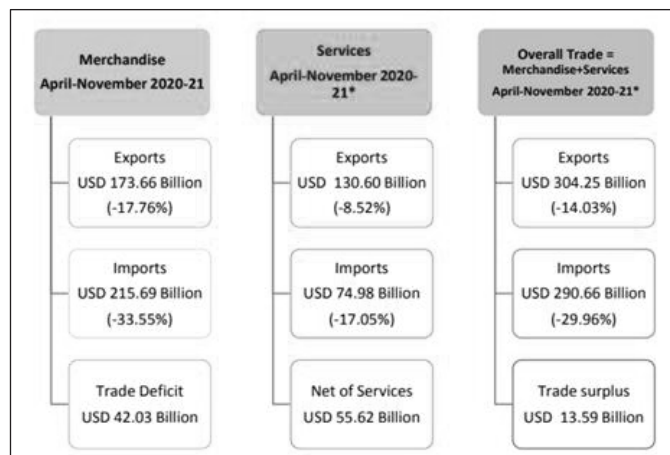 Merchandise
April-November 2020-21
Exports
USD 173.66 Billion
(-17.76%)
Imports
USD 215.69 Billion
(-33.55%)
Trade Deficit
USD 42.03 Billion
Services
April-November 2020-
21*
Exports
USD 130.60 Billion
(-8.52%)
Imports
USD 74.98 Billion
(-17.05%)
Net of Services
USD 55.62 Billion
Overall Trade =
Merchandise+Services
April-November 2020-21*
Exports
USD 304.25 Billion
(-14.03%)
Imports
USD 290.66 Billion
(-29.96%)
Trade surplus
USD 13.59 Billion